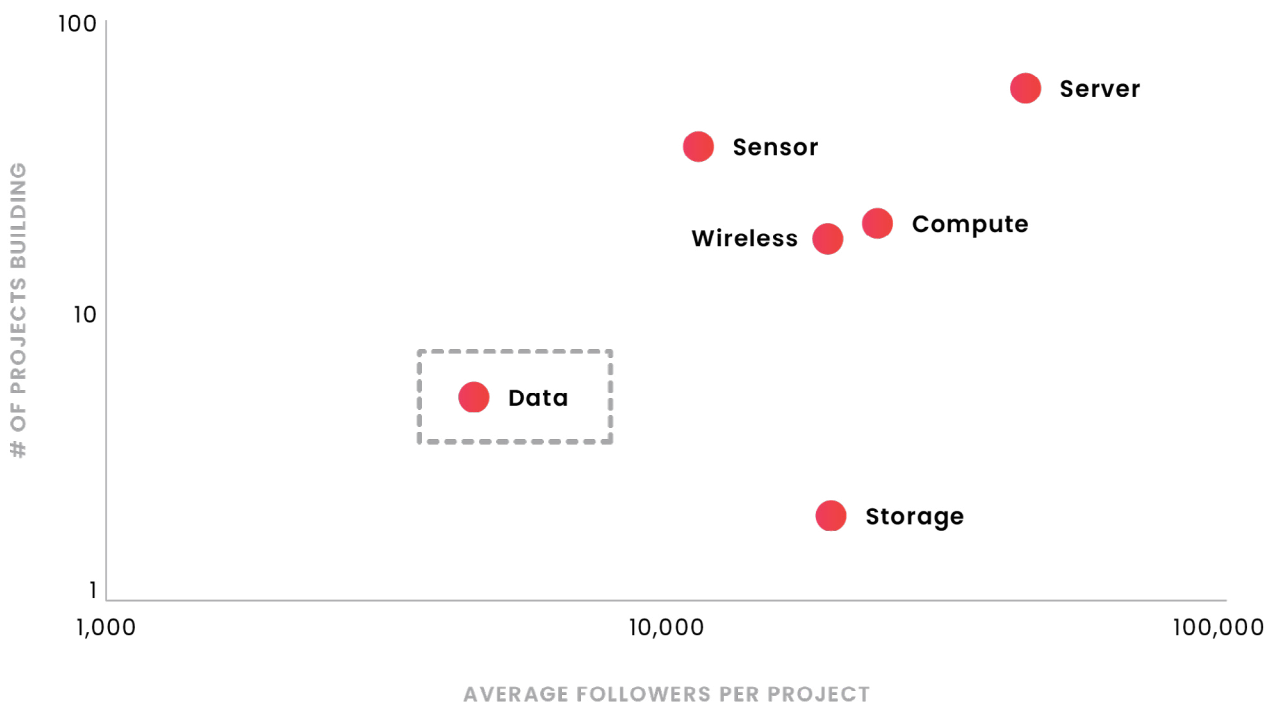 100
Server
Sensor
Compute
Wireless
# OF PROJECTS BUILDING
10
Data
Storage
1
1,000
10,000
100,000
AVERAGE FOLLOWERS PER PROJECT